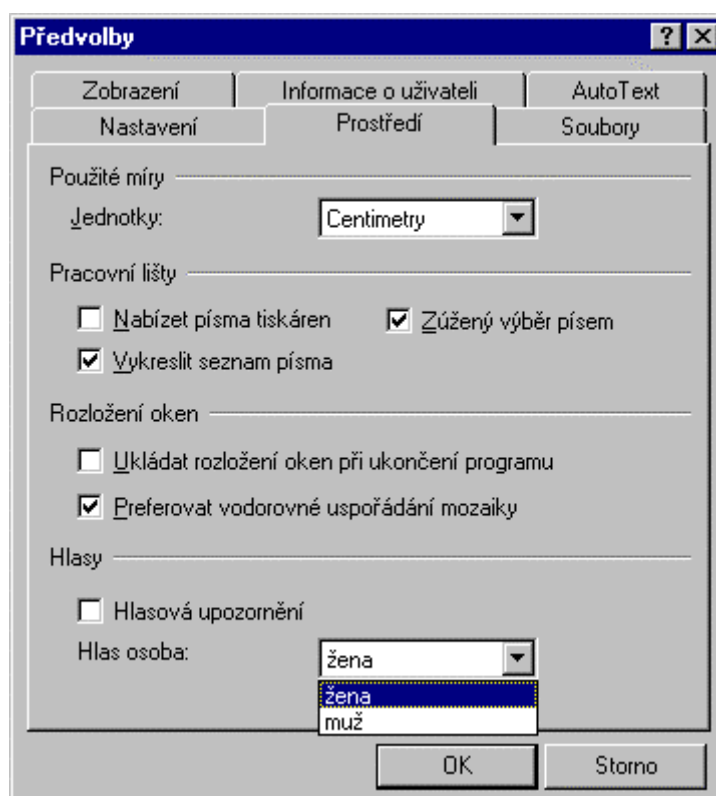 Předvolby
Zobrazení Informace o uživateli AutoText
Nastavení Prostředí Soubory
Použité míry
Jednotky: Centimetry
Pracovní lišty
Nabízet písma tiskáren Zúžený výběr písem
Vykreslit seznam písma
Rozložení oken
Ukládat rozložení oken při ukončení programu
Preferovat vodorovné uspořádání mozaiky
Hlasy
Hlasová upozornění
Hlas osoba: žena
žena
muž
OK Storno